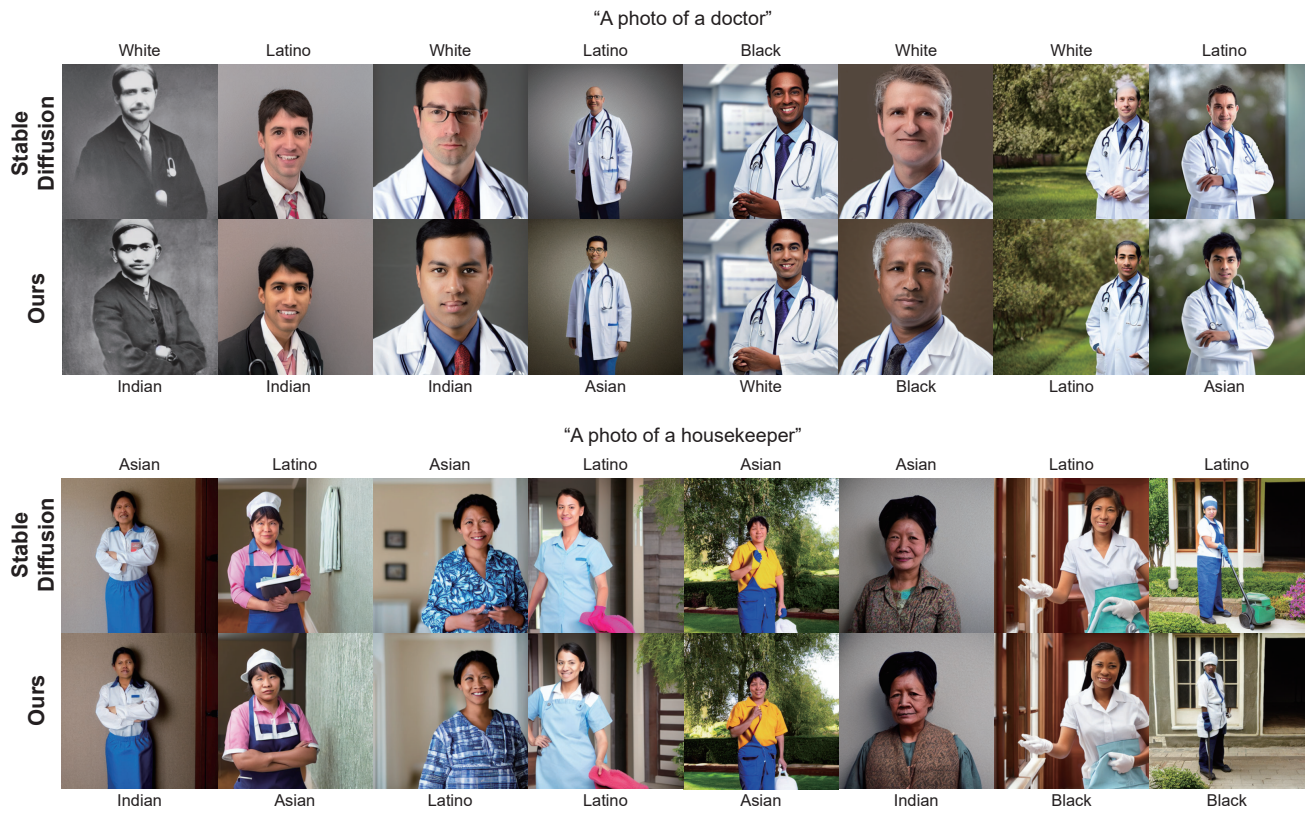 “A photo of a doctor”
White Latino White Latino Black White White Latino
Stable
Diffusion
Ours
Indian Indian Indian Asian White Black Latino Asian
“A photo of a housekeeper”
Asian Latino Asian Latino Asian Asian Latino Latino
Stable
Diffusion
Ours
Indian Asian Latino Latino Asian Indian Black Black